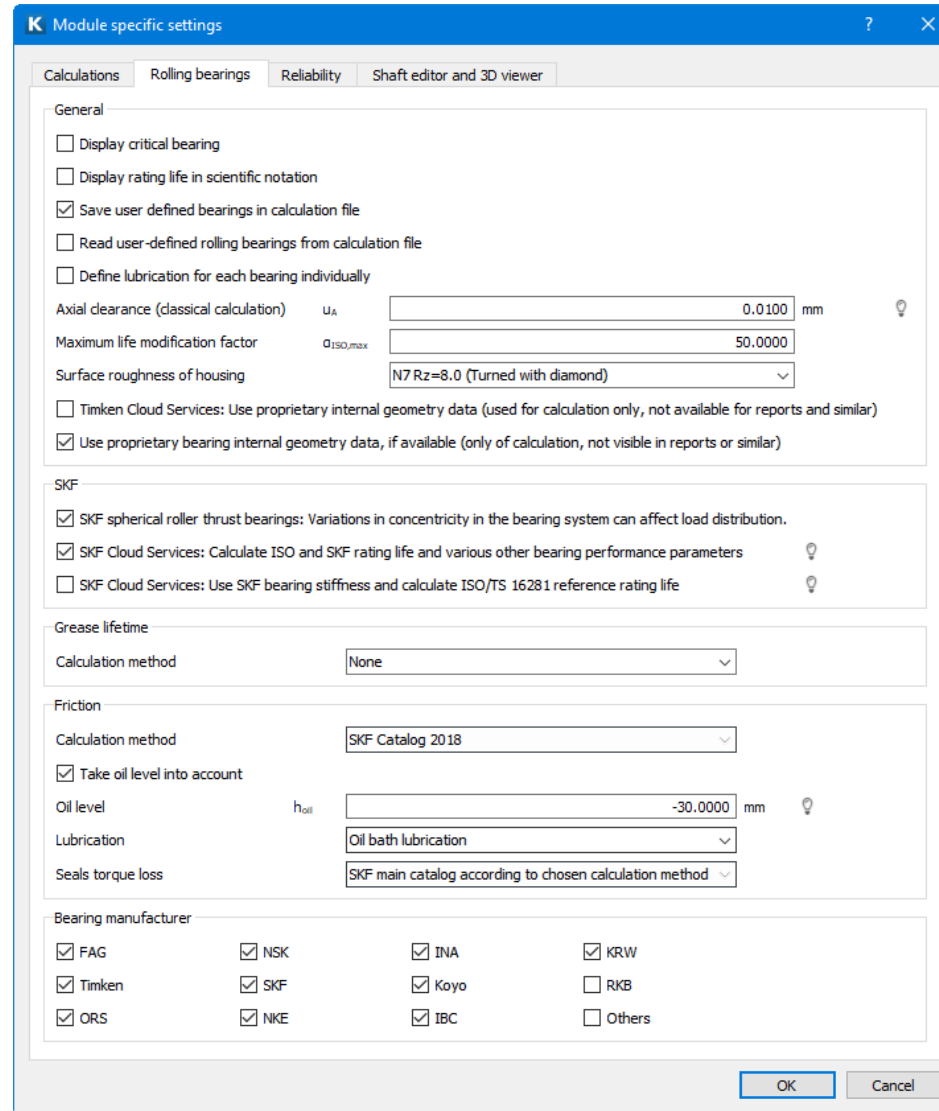 K Module specific settings ?
Calculations Rolling bearings Reliability Shaft editor and 3D viewer
General
Display critical bearing
Display rating life in scientific notation
Save user defined bearings in calculation file
Read user-defined rolling bearings from calculation file
Define lubrication for each bearing individually
Axial clearance (classical calculation) uA 0.0100 mm
Maximum life modification factor aISO,max 50.0000
Surface roughness of housing N7 Rz=8.0 (Turned with diamond)
Timken Cloud Services: Use proprietary internal geometry data (used for calculation only, not available for reports and similar)
Use proprietary bearing internal geometry data, if available (only of calculation, not visible in reports or similar)
SKF
SKF spherical roller thrust bearings: Variations in concentricity in the bearing system can affect load distribution.
SKF Cloud Services: Calculate ISO and SKF rating life and various other bearing performance parameters
SKF Cloud Services: Use SKF bearing stiffness and calculate ISO/TS 16281 reference rating life
Grease lifetime
Calculation method None
Friction
Calculation method SKF Catalog 2018
Take oil level into account
Oil level hoil -30.0000 mm
Lubrication Oil bath lubrication
Seals torque loss SKF main catalog according to chosen calculation method
Bearing manufacturer
FAG NSK INA KRW
Timken SKF Koyo RKB
ORS NKE IBC Others
OK Cancel